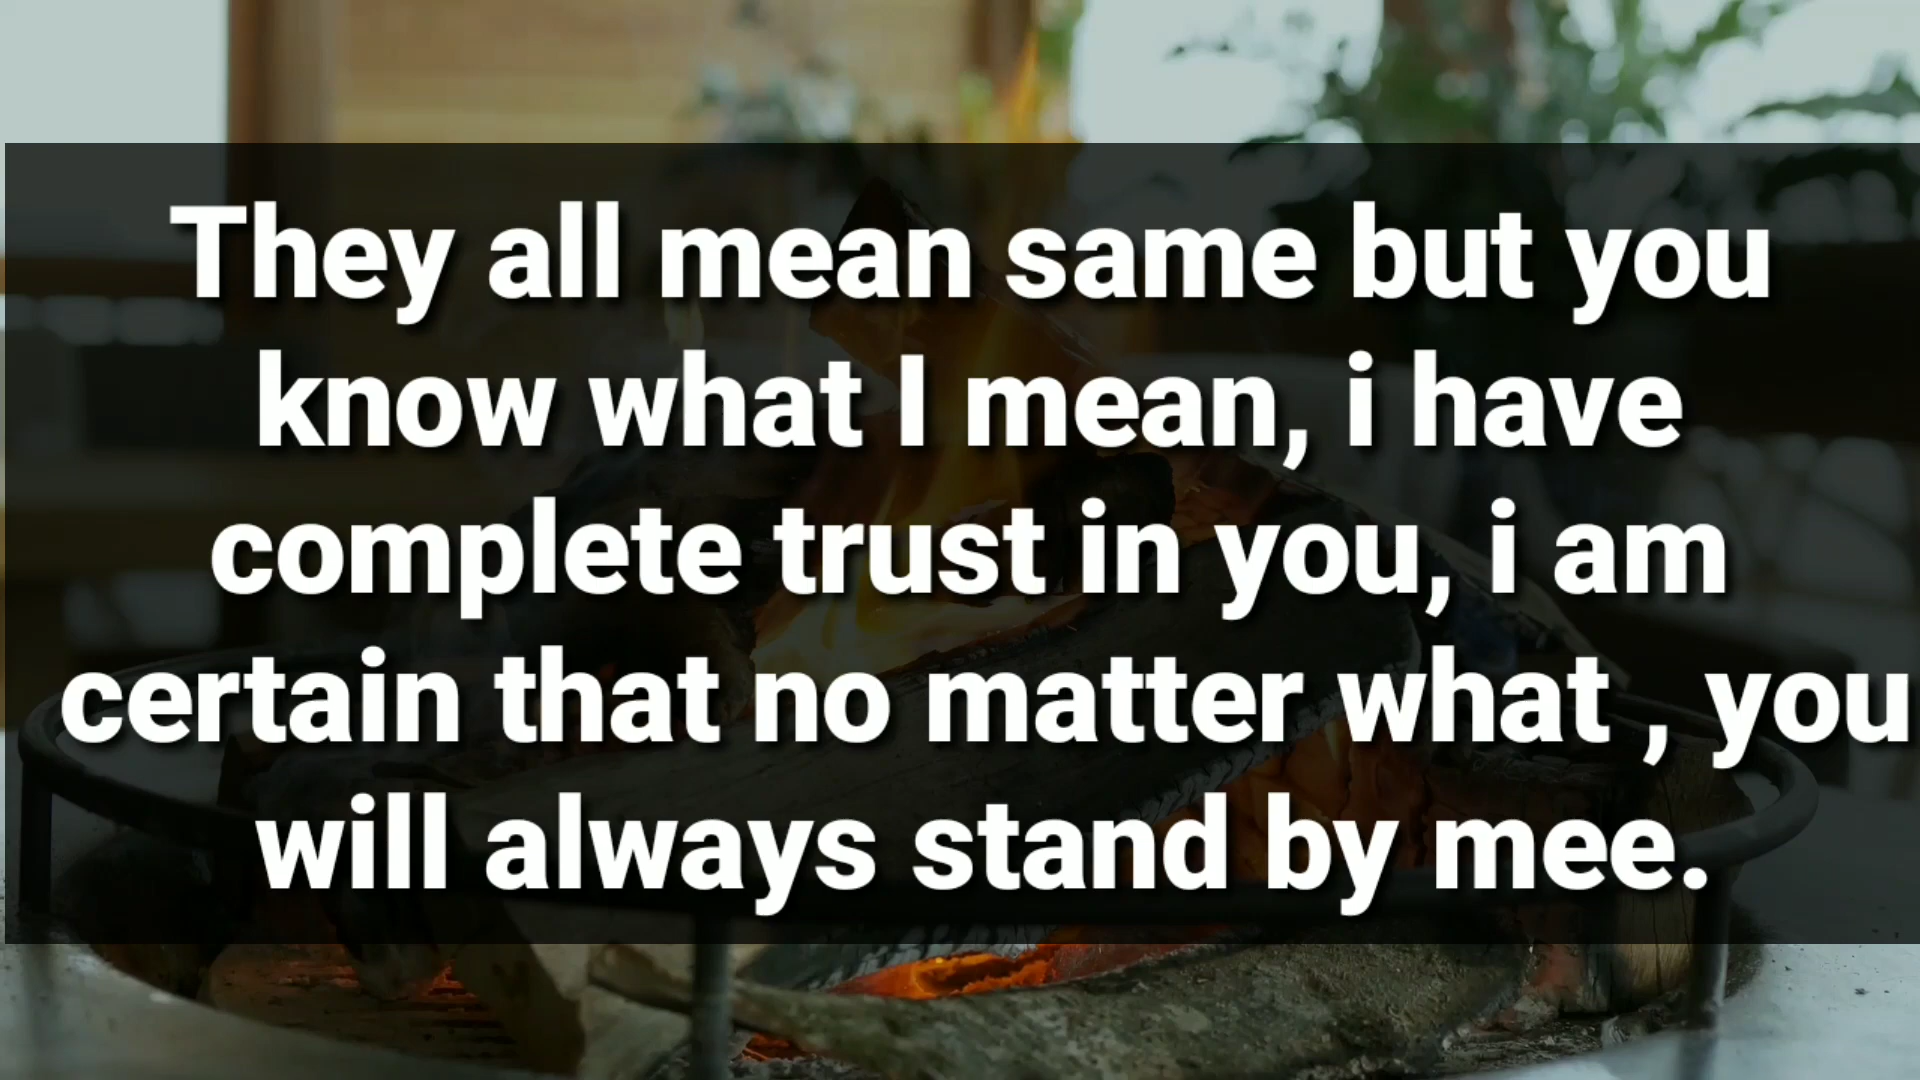 They all mean same but you
know what I mean, i have
complete trust in you, i am
certain that no matter what , you
will always stand by mee.